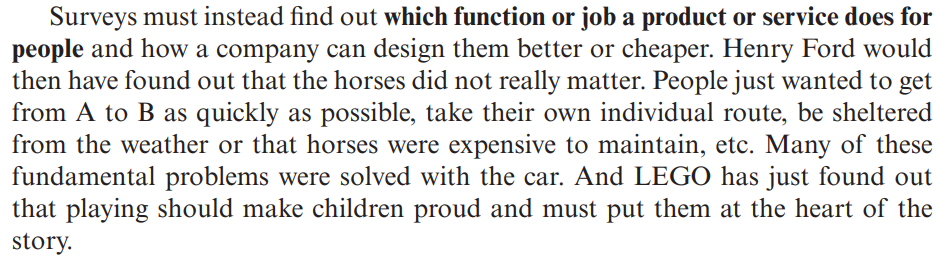 Surveys must instead find out which function or job a product or service does for
people and how a company can design them better or cheaper. Henry Ford would
then have found out that the horses did not really matter. People just wanted to get
from A to B as quickly as possible, take their own individual route, be sheltered
from the weather or that horses were expensive to maintain, etc. Many of these
fundamental problems were solved with the car. And LEGO has just found out
that playing should make children proud and must put them at the heart of the
story.